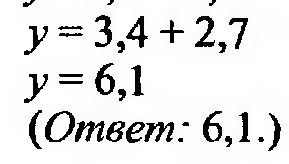 y = 3,4 + 2,7
y = 6,1
(Ответ: 6,1.)